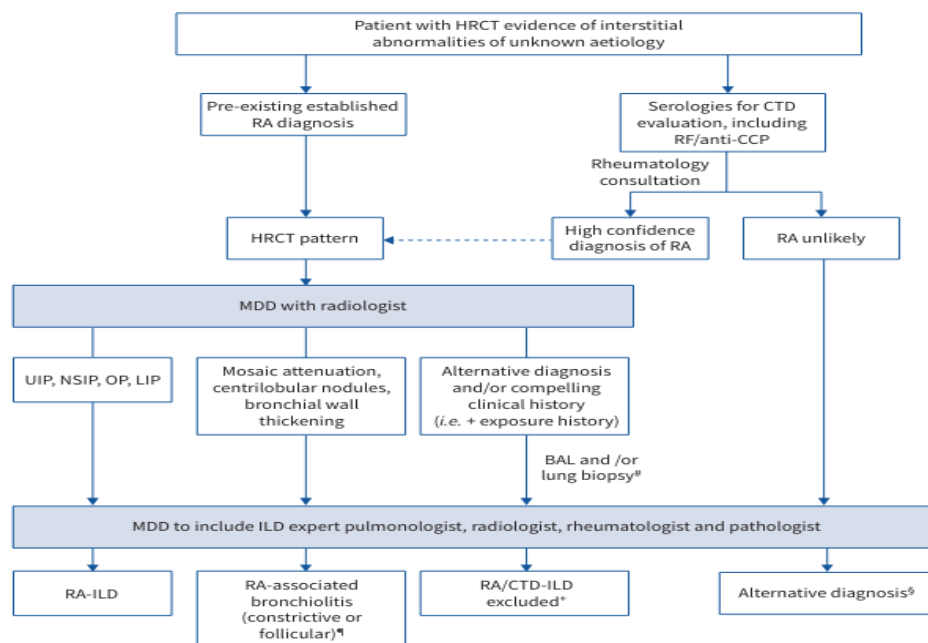 Patient with HRCT evidence of interstitial
abnormalities of unknown aetiology
Pre-existing established
RA diagnosis
Serologies for CTD
evaluation, including
RF/anti-CCP
Rheumatology
consultation
HRCT pattern
High confidence
diagnosis of RA
RA unlikely
MDD with radiologist
UIP, NSIP, OP, LIP
Mosaic attenuation,
centrilobular nodules,
bronchial wall
thickening
Alternative diagnosis
and/or compelling
clinical history
(i.e. + exposure history)
BAL and /or
lung biopsy#
MDD to include ILD expert pulmonologist, radiologist, rheumatologist and pathologist
RA-ILD
RA-associated
bronchiolitis
(constrictive or
follicular)¶
RA/CTD-ILD
excluded+
Alternative diagnosis§